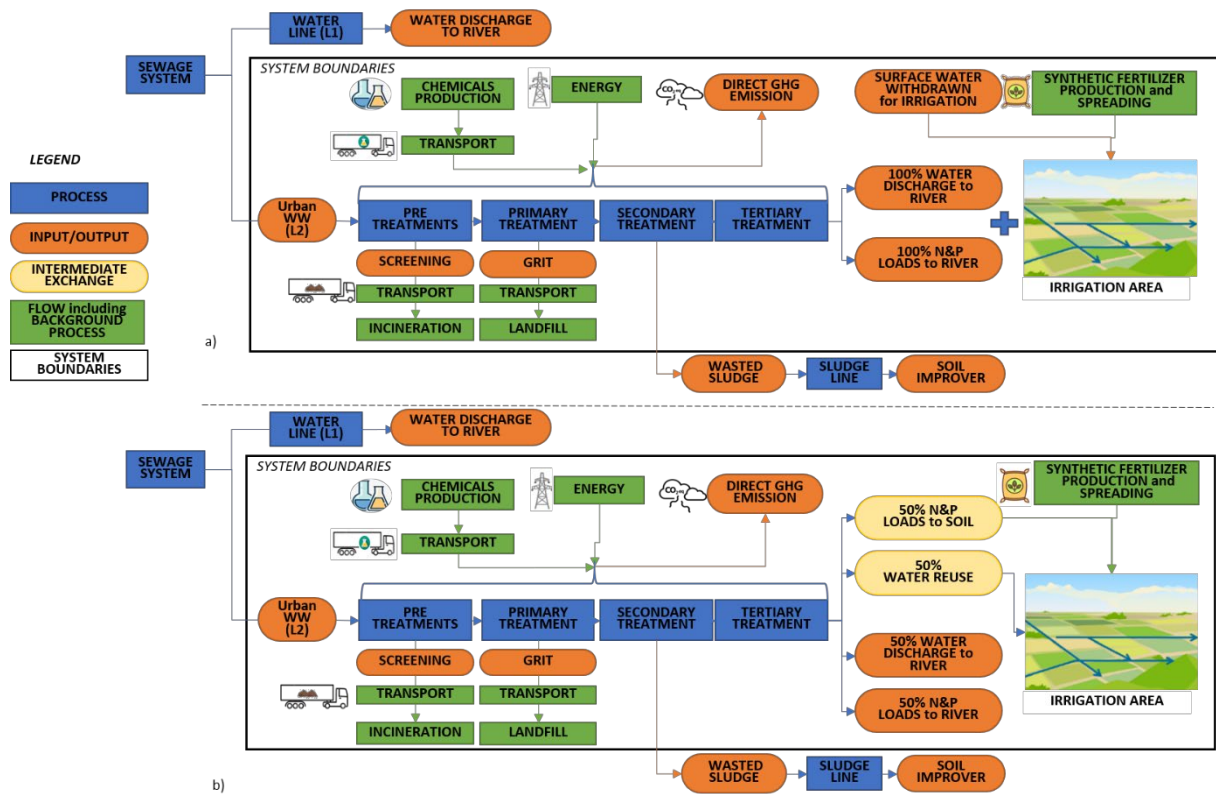 WATER
LINE (L1)
WATER DISCHARGE
TO RIVER
SEWAGE
SYSTEM
SYSTEM BOUNDARIES
CHEMICALS
PRODUCTION
ENERGY
DIRECT GHG
EMISSION
SURFACE WATER
WITHDRAWN
for IRRIGATION
SYNTHETIC FERTILIZER
PRODUCTION and
SPREADING
TRANSPORT
LEGEND
PROCESS
INPUT/OUTPUT
INTERMEDIATE
EXCHANGE
FLOW including
BACKGROUND
PROCESS
SYSTEM
BOUNDARIES
Urban
WW
(L2)
PRE
TREATMENTS
PRIMARY
TREATMENT
SECONDARY
TREATMENT
TERTIARY
TREATMENT
100% WATER
DISCHARGE to
RIVER
100% N&P
LOADS to RIVER
SCREENING
GRIT
TRANSPORT
TRANSPORT
INCINERATION
LANDFILL
IRRIGATION AREA
a)
WASTED
SLUDGE
SLUDGE
LINE
SOIL
IMPROVER
WATER
LINE (L1)
WATER DISCHARGE
TO RIVER
SEWAGE
SYSTEM
SYSTEM BOUNDARIES
CHEMICALS
PRODUCTION
ENERGY
DIRECT GHG
EMISSION
SYNTHETIC FERTILIZER
PRODUCTION and
SPREADING
TRANSPORT
50% N&P
LOADS to SOIL
50%
WATER REUSE
Urban
WW
(L2)
PRE
TREATMENTS
PRIMARY
TREATMENT
SECONDARY
TREATMENT
TERTIARY
TREATMENT
50% WATER
DISCHARGE to
RIVER
50% N&P
LOADS to RIVER
SCREENING
GRIT
TRANSPORT
TRANSPORT
INCINERATION
LANDFILL
IRRIGATION AREA
b)
WASTED
SLUDGE
SLUDGE
LINE
SOIL
IMPROVER